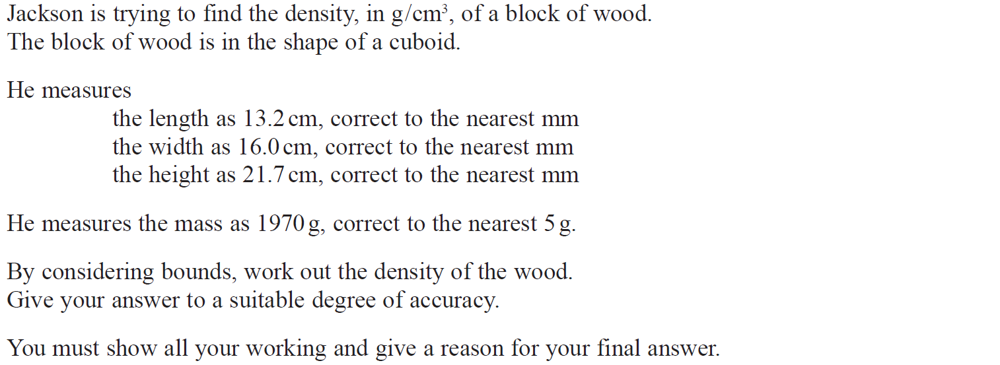 Jackson is trying to find the density, in g/cm³, of a block of wood.
The block of wood is in the shape of a cuboid.
He measures
the length as 13.2 cm, correct to the nearest mm
the width as 16.0 cm, correct to the nearest mm
the height as 21.7 cm, correct to the nearest mm
He measures the mass as 1970 g, correct to the nearest 5 g.
By considering bounds, work out the density of the wood.
Give your answer to a suitable degree of accuracy.
You must show all your working and give a reason for your final answer.